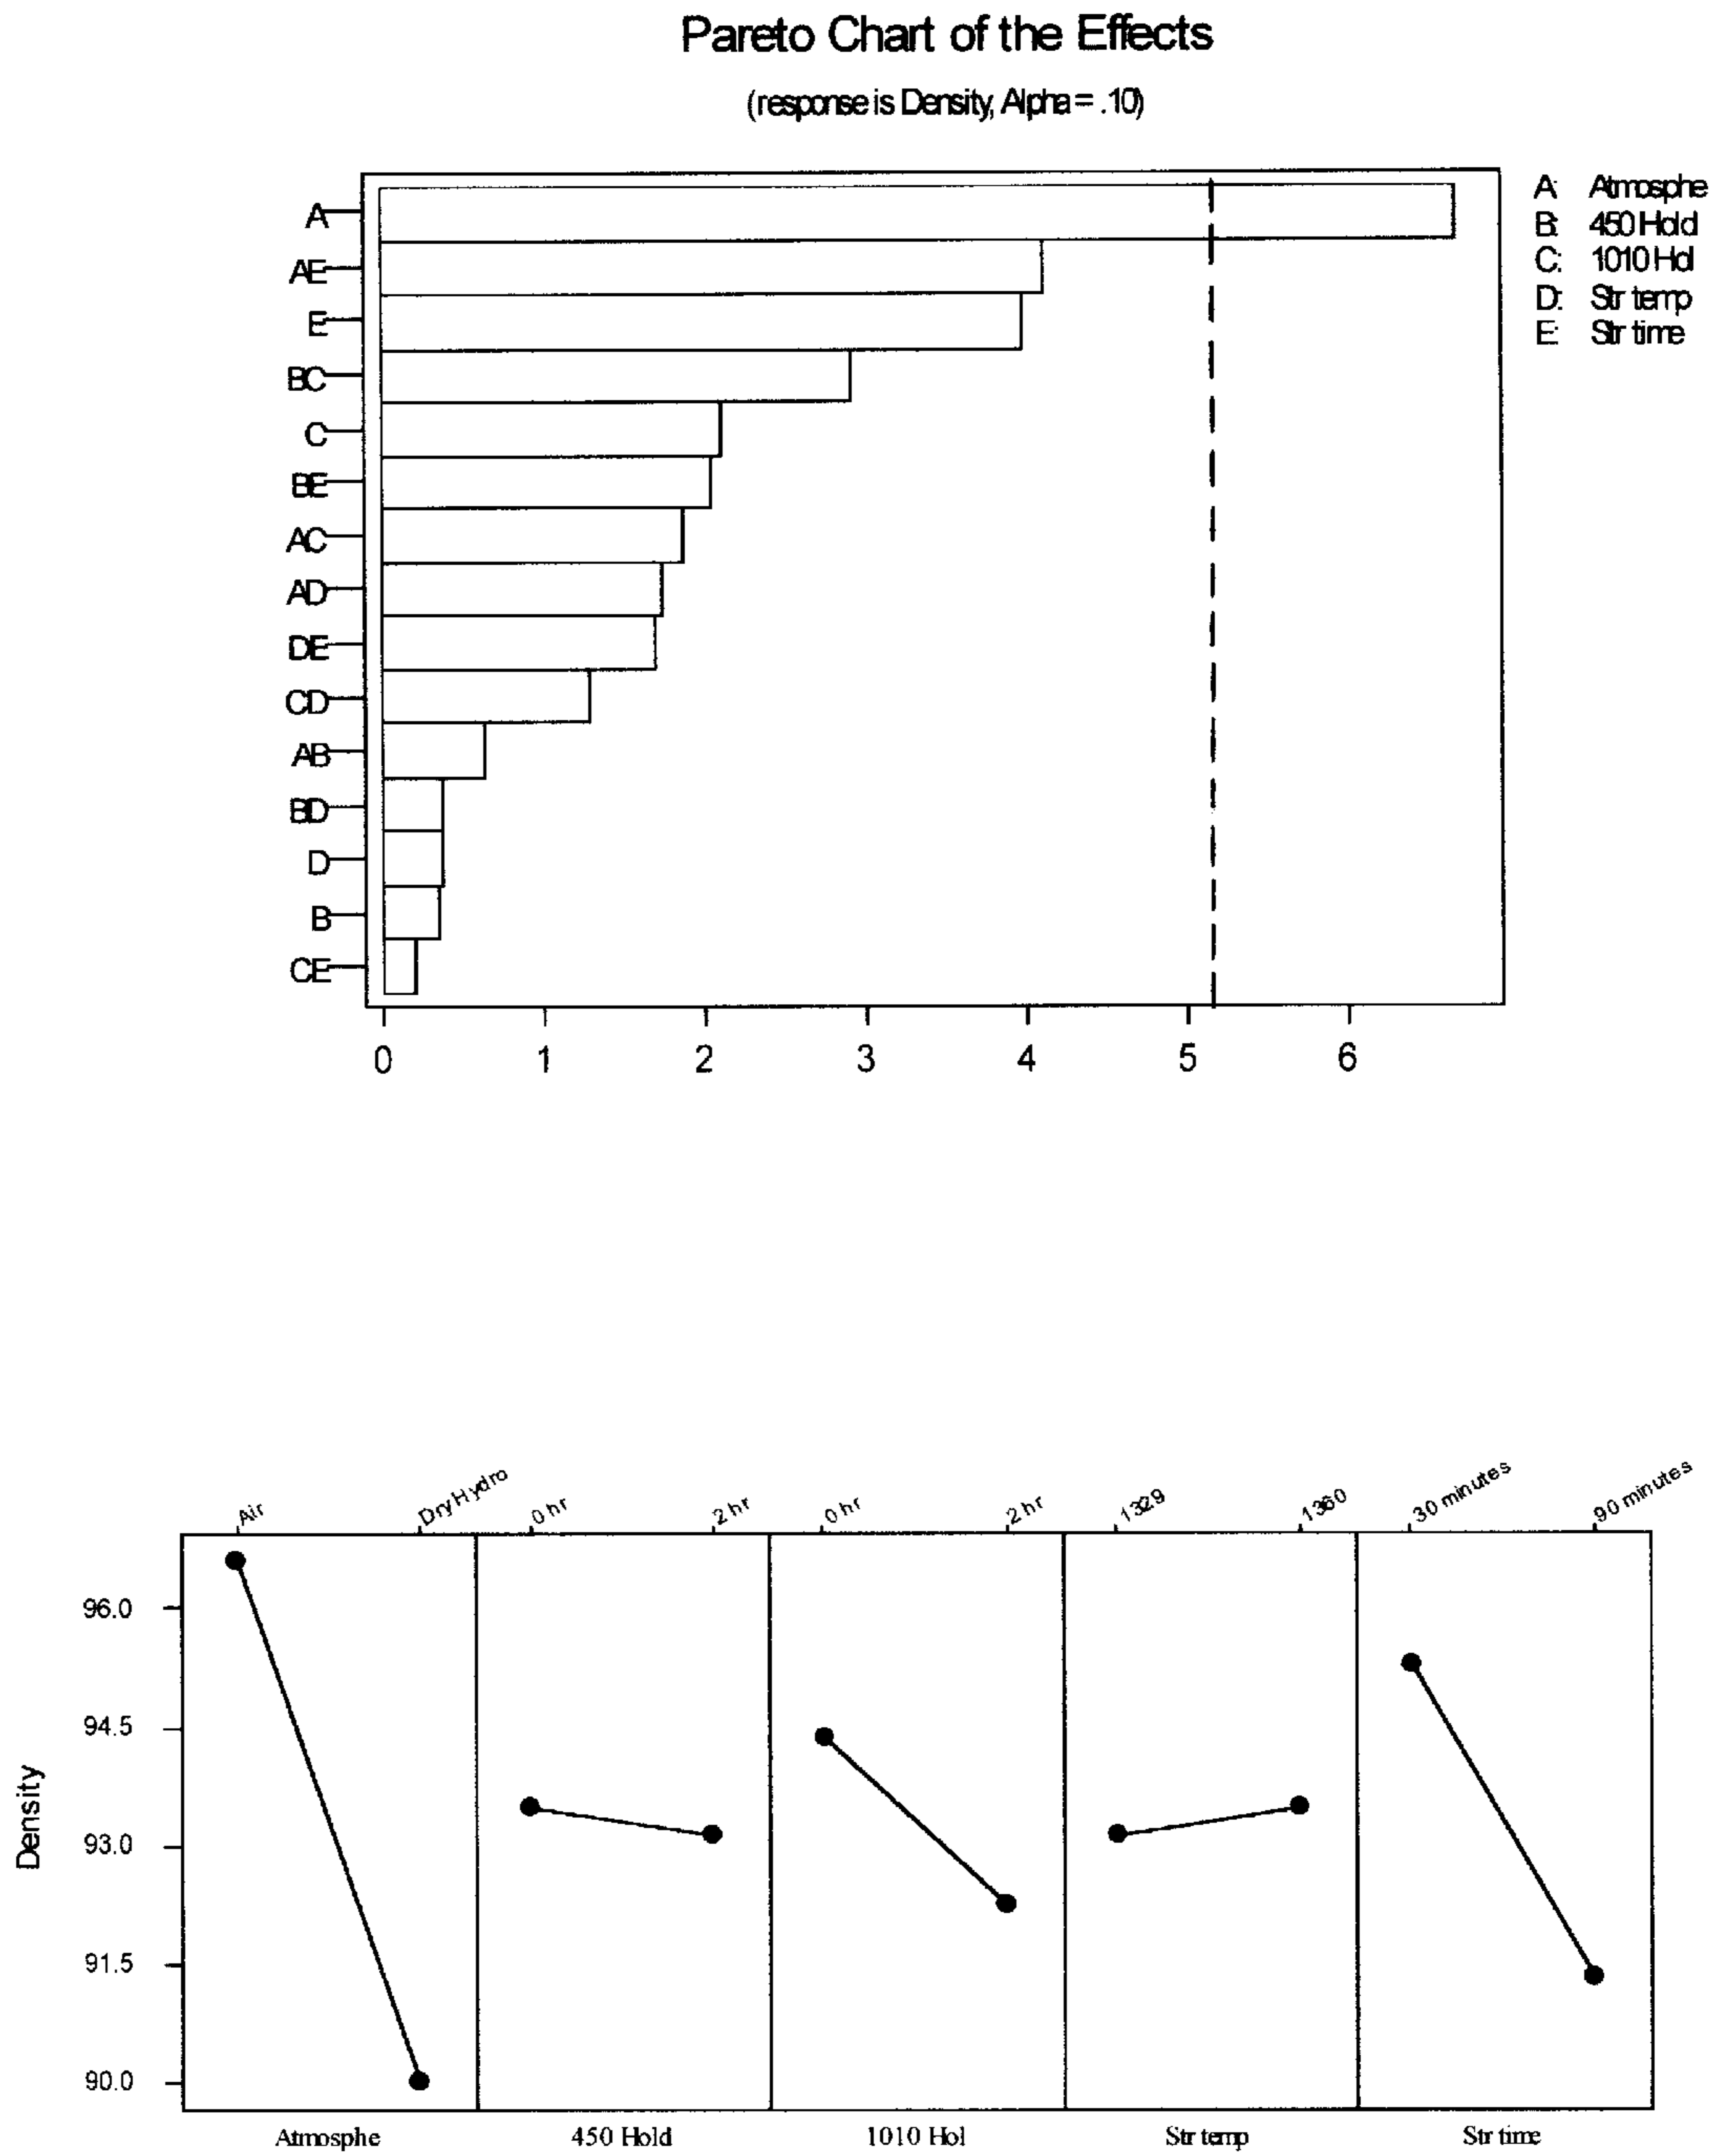 Pareto Chart of the Effects
(response is Density, Alpha = .10)
A: Atmosphe
B: 450 Hold
C: 1010 Hol
D: Str temp
E: Str time
A
AE
E
BC
C
BE
AC
AD
DE
CD
AB
BD
D
B
CE
0 1 2 3 4 5 6
Air Dry Hydro 0 hr 2 hr 0 hr 2 hr 1329 1360 30 minutes 90 minutes
96.0
94.5
93.0
91.5
90.0
Density
Atmosphe 450 Hold 1010 Hol Str temp Str time